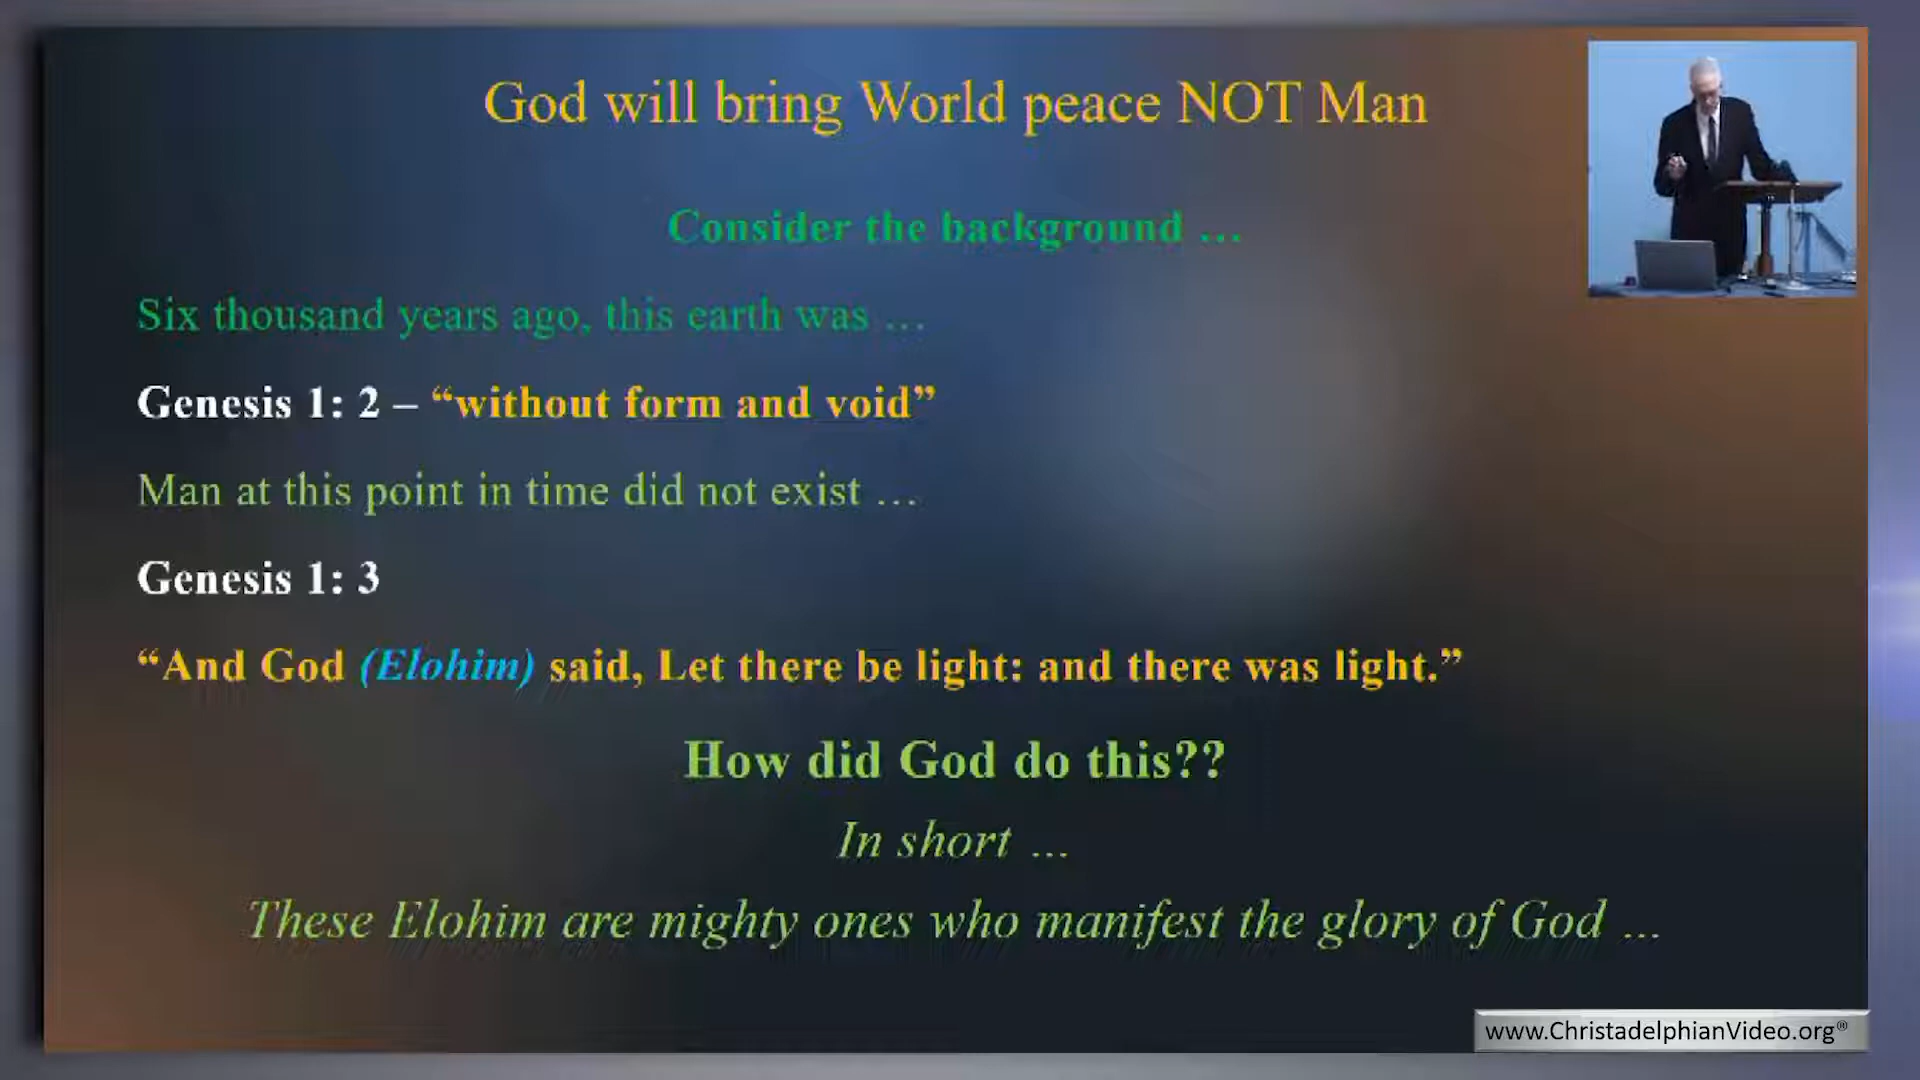 God will bring World peace NOT Man
Consider the background …
Six thousand years ago, this earth was …
Genesis 1: 2 – “without form and void”
Man at this point in time did not exist …
Genesis 1: 3
“And God (Elohim) said, Let there be light: and there was light.”
How did God do this??
In short …
These Elohim are mighty ones who manifest the glory of God …
www.ChristadelphianVideo.org®